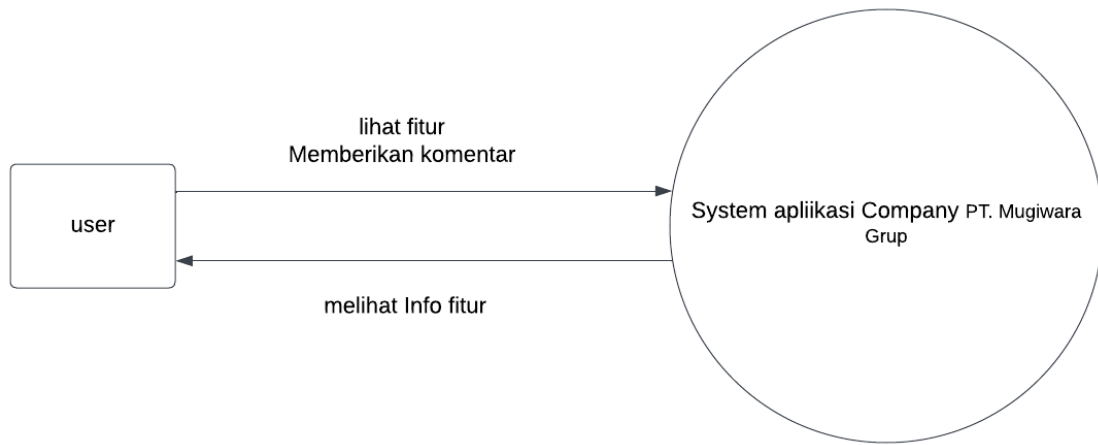 lihat fitur
Memberikan komentar
user
System apliikasi Company PT. Mugiwara
Grup
melihat Info fitur